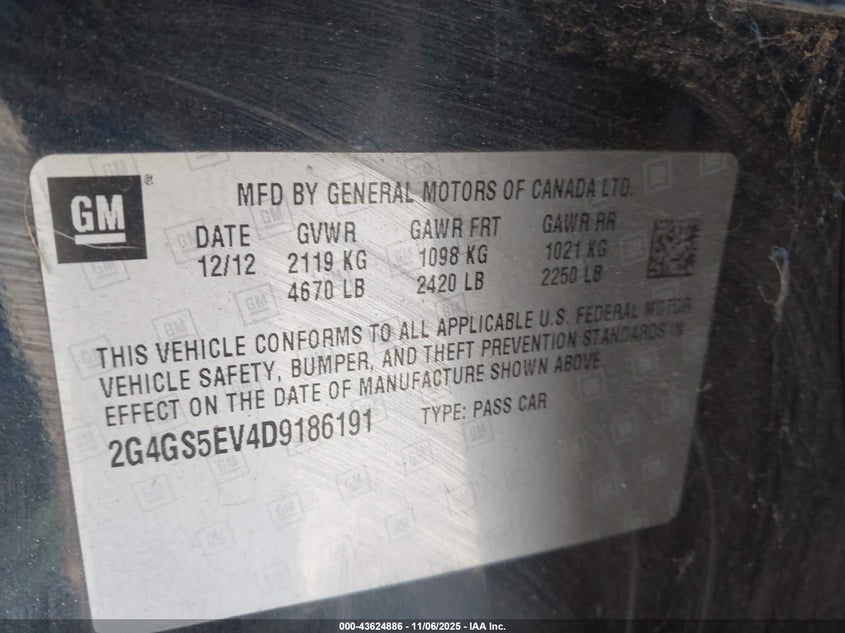 GM
MFD BY GENERAL MOTORS OF CANADA LTD.
DATE GVWR GAWR FRT GAWR RR
12/12 2119 KG 1098 KG 1021 KG
4670 LB 2420 LB 2250 LB
THIS VEHICLE CONFORMS TO ALL APPLICABLE U.S. FEDERAL MOTOR
VEHICLE SAFETY, BUMPER, AND THEFT PREVENTION STANDARDS IN
EFFECT ON THE DATE OF MANUFACTURE SHOWN ABOVE.
2G4GS5EV4D9186191 TYPE: PASS CAR
000-43624886 - 11/06/2025 - IAA Inc.